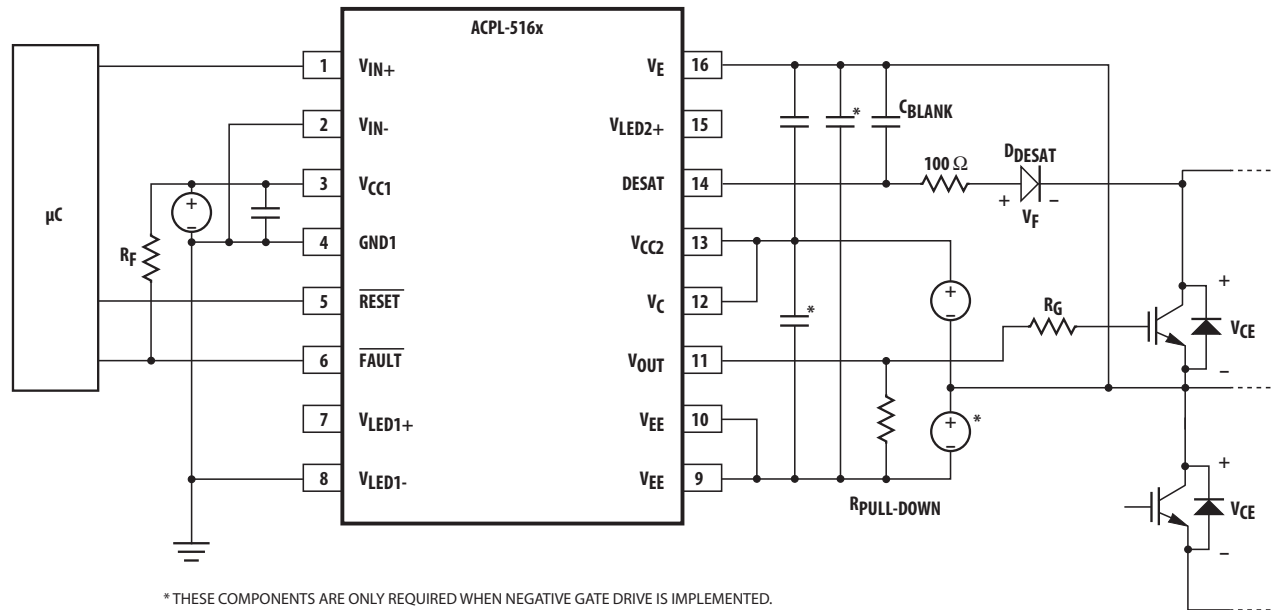 ACPL-516x
µC
1 VIN+
2 VIN-
3 VCC1
4 GND1
5 RESET
6 FAULT
7 VLED1+
8 VLED1-
VE 16
VLED2+ 15
DESAT 14
VCC2 13
VC 12
VOUT 11
VEE 10
VEE 9
+
−
RF
*
CBLANK
100 Ω
DDESAT
+ −
VF
*
+
−
RG
+
VCE
−
+
−
*
RPULL-DOWN
+
VCE
−
* THESE COMPONENTS ARE ONLY REQUIRED WHEN NEGATIVE GATE DRIVE IS IMPLEMENTED.